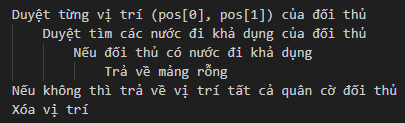 Duyệt từng vị trí (pos[0], pos[1]) của đối thủ
Duyệt tìm các nước đi khả dụng của đối thủ
Nếu đối thủ có nước đi khả dụng
Trả về mảng rỗng
Nếu không thì trả về vị trí tất cả quân cờ đối thủ
Xóa vị trí